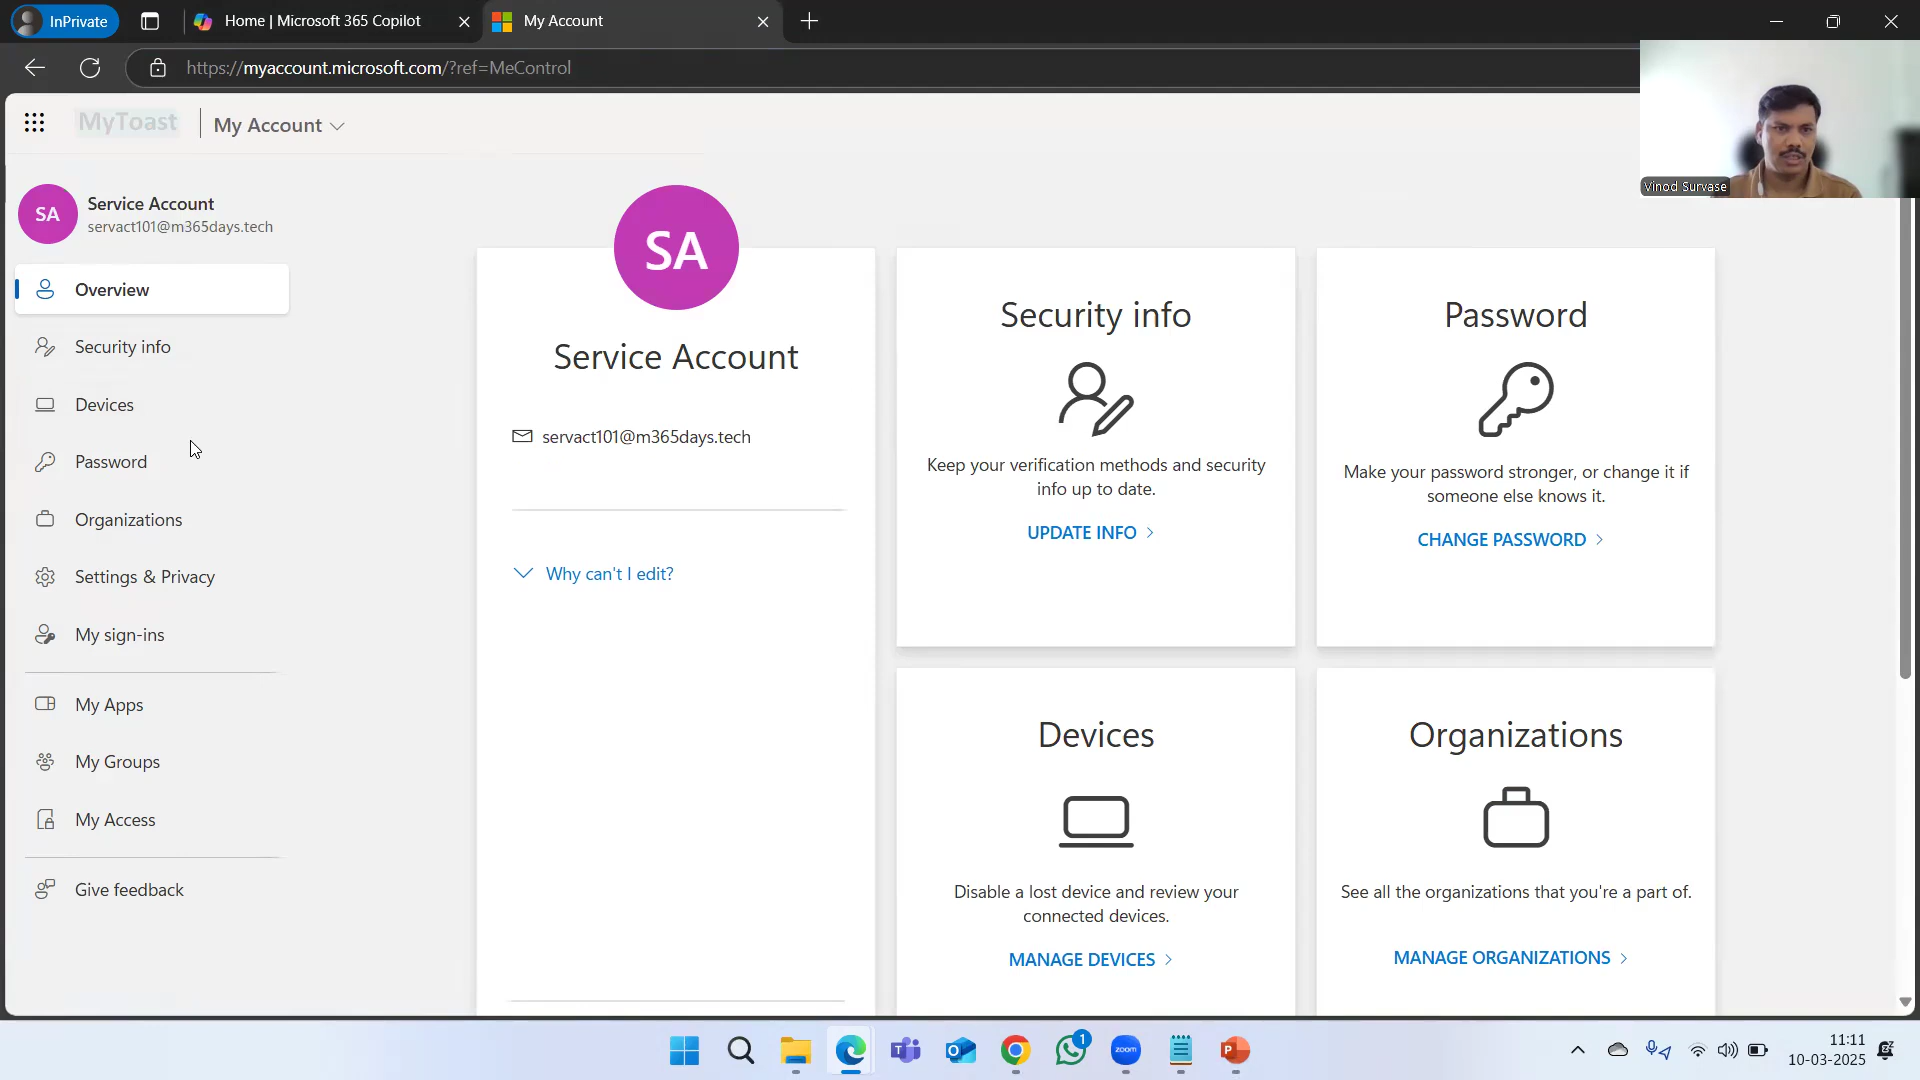 InPrivate
Home | Microsoft 365 Copilot
My Account
https://myaccount.microsoft.com/?ref=MeControl
MyToast
My Account
Vinod Survase
SA
Service Account
servact101@m365days.tech
Overview
Security info
Devices
Password
Organizations
Settings & Privacy
My sign-ins
My Apps
My Groups
My Access
Give feedback
SA
Service Account
servact101@m365days.tech
Why can't I edit?
Security info
Keep your verification methods and security
info up to date.
UPDATE INFO
Password
Make your password stronger, or change it if
someone else knows it.
CHANGE PASSWORD
Devices
Disable a lost device and review your
connected devices.
MANAGE DEVICES
Organizations
See all the organizations that you're a part of.
MANAGE ORGANIZATIONS
1
zoom
11:11
10-03-2025